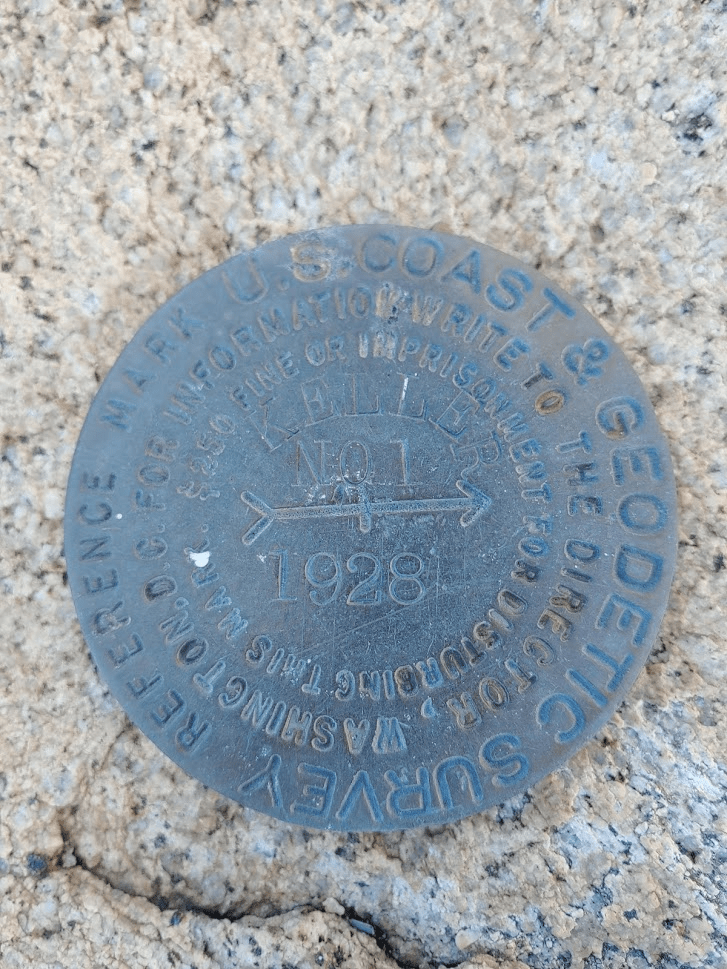 U.S. COAST & GEODETIC SURVEY REFERENCE MARK
FOR INFORMATION WRITE TO THE DIRECTOR, WASHINGTON, D.C.
$250 FINE OR IMPRISONMENT FOR DISTURBING THIS MARK.
KELLER
NO 1
1928